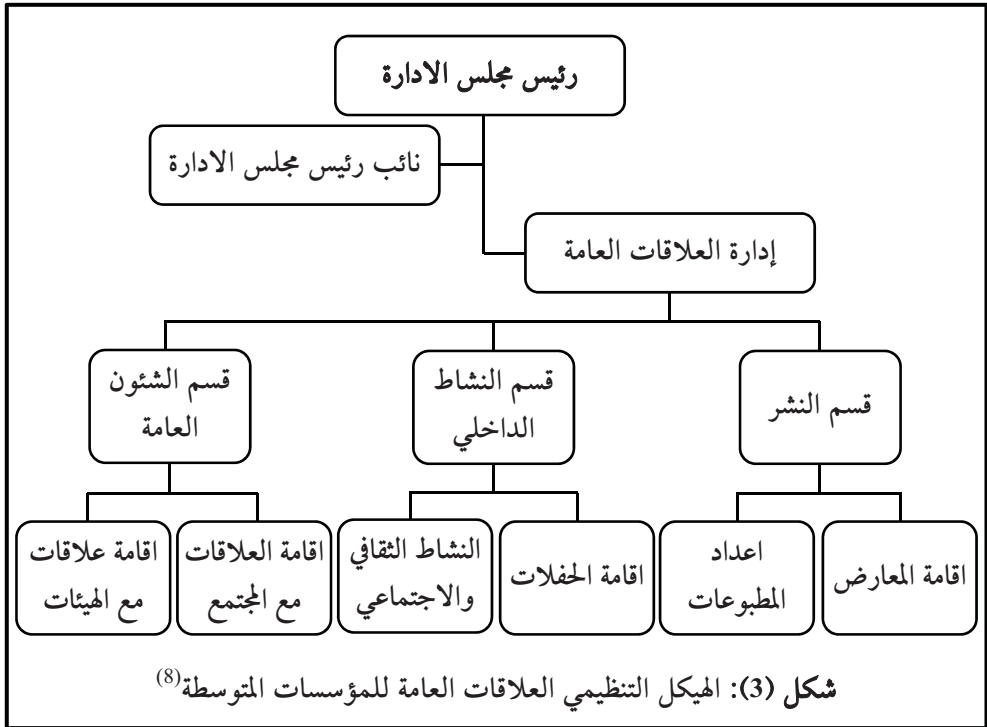 رئيس مجلس الادارة
نائب رئيس مجلس الادارة
إدارة العلاقات العامة
قسم النشر
قسم النشاط
الداخلي
قسم الشئون
العامة
اقامة المعارض
اعداد
المطبوعات
اقامة الحفلات
النشاط الثقافي
والاجتماعي
اقامة العلاقات
مع المجتمع
اقامة علاقات
مع الهيئات
شكل (3): الهيكل التنظيمي العلاقات العامة للمؤسسات المتوسطة(8)